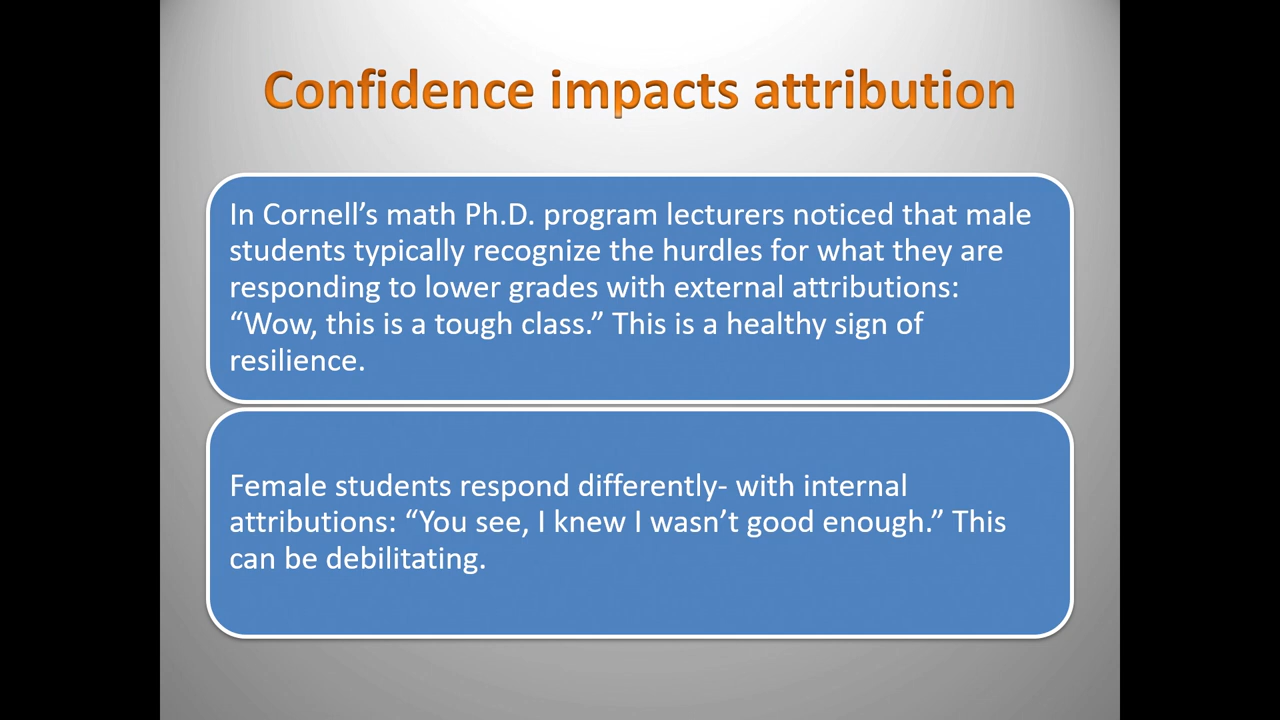 Confidence impacts attribution
In Cornell’s math Ph.D. program lecturers noticed that male
students typically recognize the hurdles for what they are
responding to lower grades with external attributions:
“Wow, this is a tough class.” This is a healthy sign of
resilience.
Female students respond differently- with internal
attributions: “You see, I knew I wasn’t good enough.” This
can be debilitating.